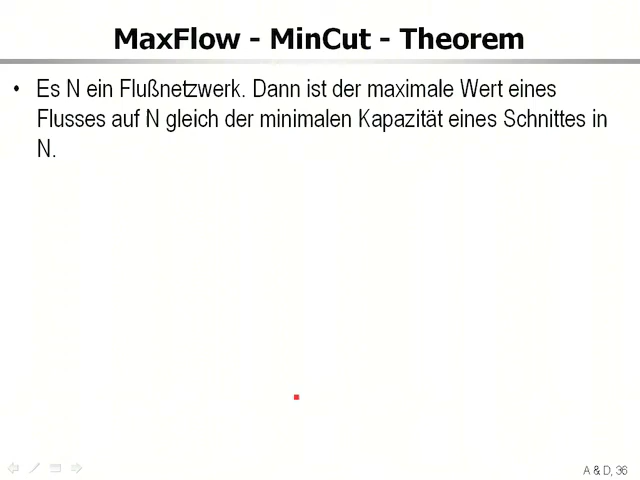 MaxFlow - MinCut - Theorem
• Es N ein Flußnetzwerk. Dann ist der maximale Wert eines
Flusses auf N gleich der minimalen Kapazität eines Schnittes in
N.
A & D, 36